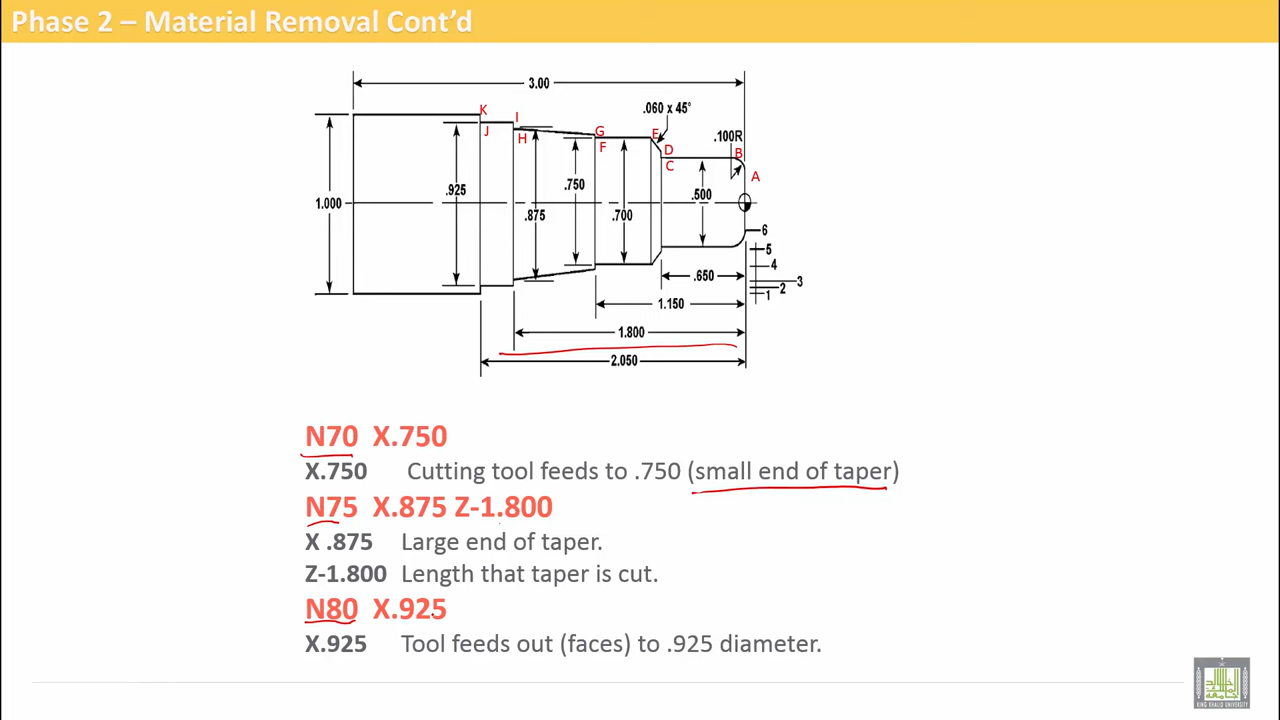 Phase 2 – Material Removal Cont'd
3.00
.060 x 45°
K
I
G
E
.100R
J
H
F
D
B
C
A
.925
.750
.500
1.000
.875
.700
6
5
.650
4
3
2
1
1.150
1.800
2.050
N70 X.750
X.750 Cutting tool feeds to .750 (small end of taper)
N75 X.875 Z-1.800
X .875 Large end of taper.
Z-1.800 Length that taper is cut.
N80 X.925
X.925 Tool feeds out (faces) to .925 diameter.
KING KHALID UNIVERSITY